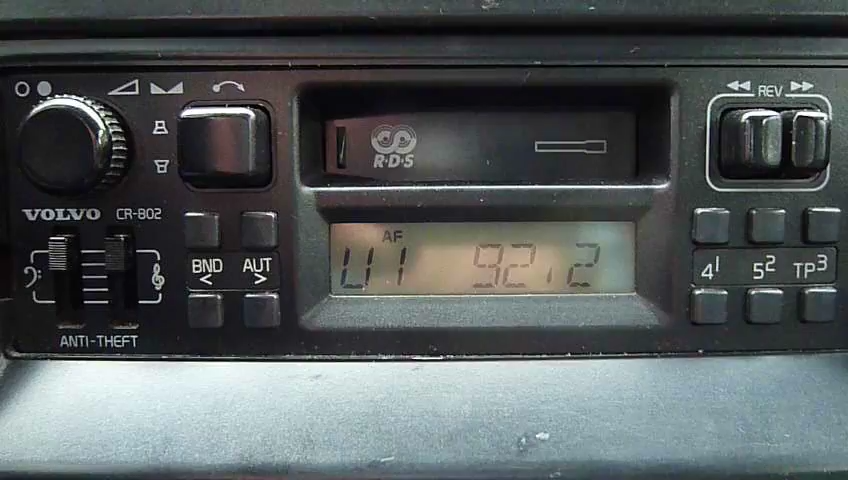 REV
R·D·S
VOLVO CR-802
AF
U1 92.2
BND AUT
< >
4 1 5 2 TP 3
ANTI-THEFT